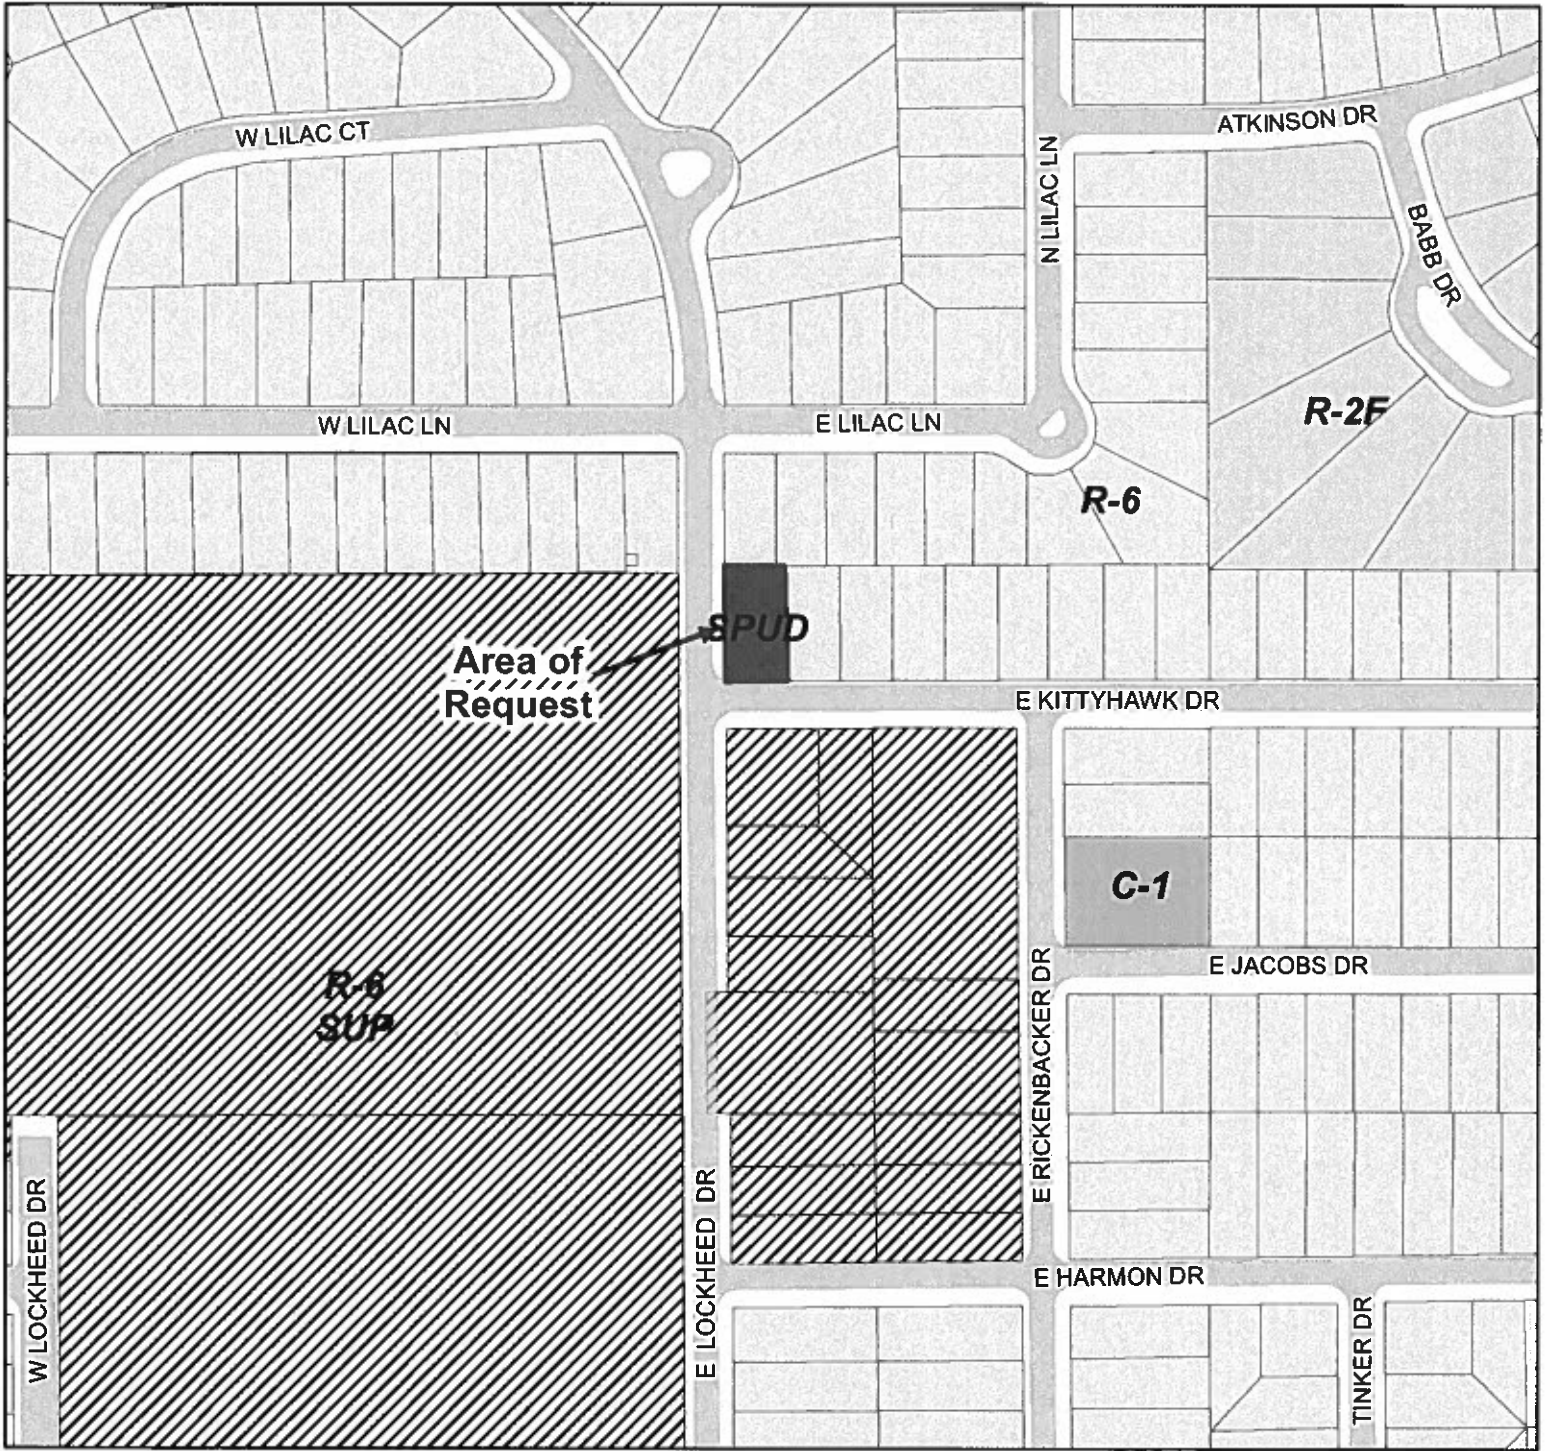 W LILAC CT
ATKINSON DR
N LILAC LN
BABB DR
R-2F
W LILAC LN
E LILAC LN
R-6
SPUD
Area of
Request
E KITTYHAWK DR
C-1
E JACOBS DR
R-6
SUP
E RICKENBACKER DR
W LOCKHEED DR
E LOCKHEED DR
E HARMON DR
TINKER DR